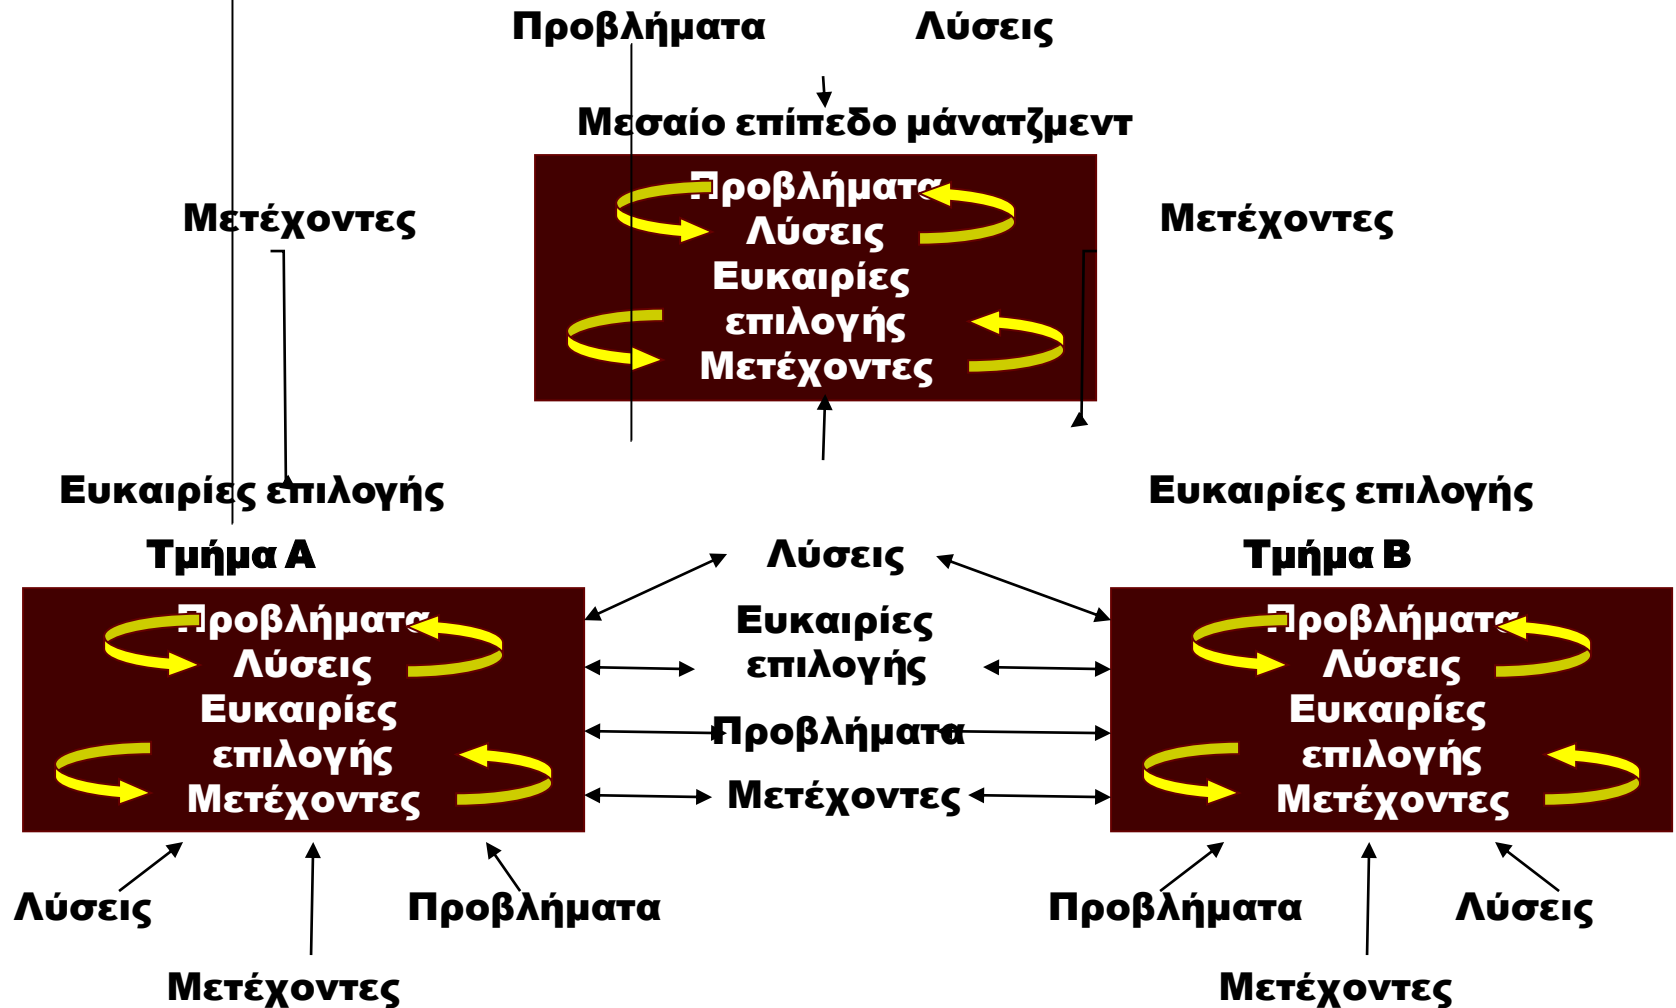 Προβλήματα Λύσεις
Μεσαίο επίπεδο μάνατζμεντ
Προβλήματα
Λύσεις
Ευκαιρίες
επιλογής
Μετέχοντες
Μετέχοντες
Μετέχοντες
Ευκαιρίες επιλογής
Ευκαιρίες επιλογής
Τμήμα Α
Προβλήματα
Λύσεις
Ευκαιρίες
επιλογής
Μετέχοντες
Λύσεις
Ευκαιρίες
επιλογής
Προβλήματα
Μετέχοντες
Τμήμα Β
Προβλήματα
Λύσεις
Ευκαιρίες
επιλογής
Μετέχοντες
Λύσεις
Προβλήματα
Μετέχοντες
Προβλήματα
Λύσεις
Μετέχοντες